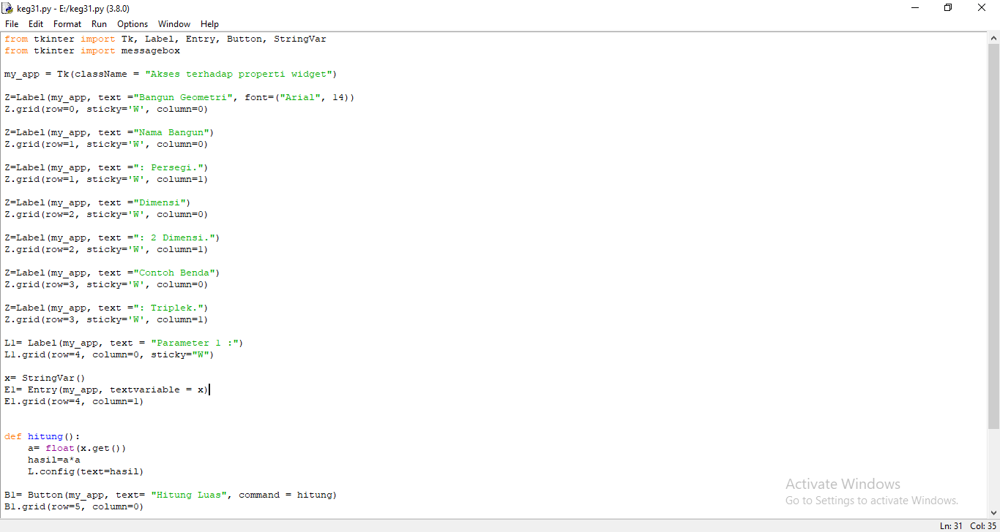 keg31.py - E:/keg31.py (3.8.0)
File Edit Format Run Options Window Help
from tkinter import Tk, Label, Entry, Button, StringVar
from tkinter import messagebox
my_app = Tk(className = "Akses terhadap properti widget")
Z=Label(my_app, text ="Bangun Geometri", font=("Arial", 14))
Z.grid(row=0, sticky='W', column=0)
Z=Label(my_app, text ="Nama Bangun")
Z.grid(row=1, sticky='W', column=0)
Z=Label(my_app, text =": Persegi.")
Z.grid(row=1, sticky='W', column=1)
Z=Label(my_app, text ="Dimensi")
Z.grid(row=2, sticky='W', column=0)
Z=Label(my_app, text =": 2 Dimensi.")
Z.grid(row=2, sticky='W', column=1)
Z=Label(my_app, text ="Contoh Benda")
Z.grid(row=3, sticky='W', column=0)
Z=Label(my_app, text =": Triplek.")
Z.grid(row=3, sticky='W', column=1)
L1= Label(my_app, text = "Parameter 1 :")
L1.grid(row=4, column=0, sticky="W")
x= StringVar()
E1= Entry(my_app, textvariable = x)
E1.grid(row=4, column=1)
def hitung():
    a= float(x.get())
    hasil=a*a
    L.config(text=hasil)
B1= Button(my_app, text= "Hitung Luas", command = hitung)
B1.grid(row=5, column=0)
Activate Windows
Go to Settings to activate Windows.
Ln: 31 Col: 35